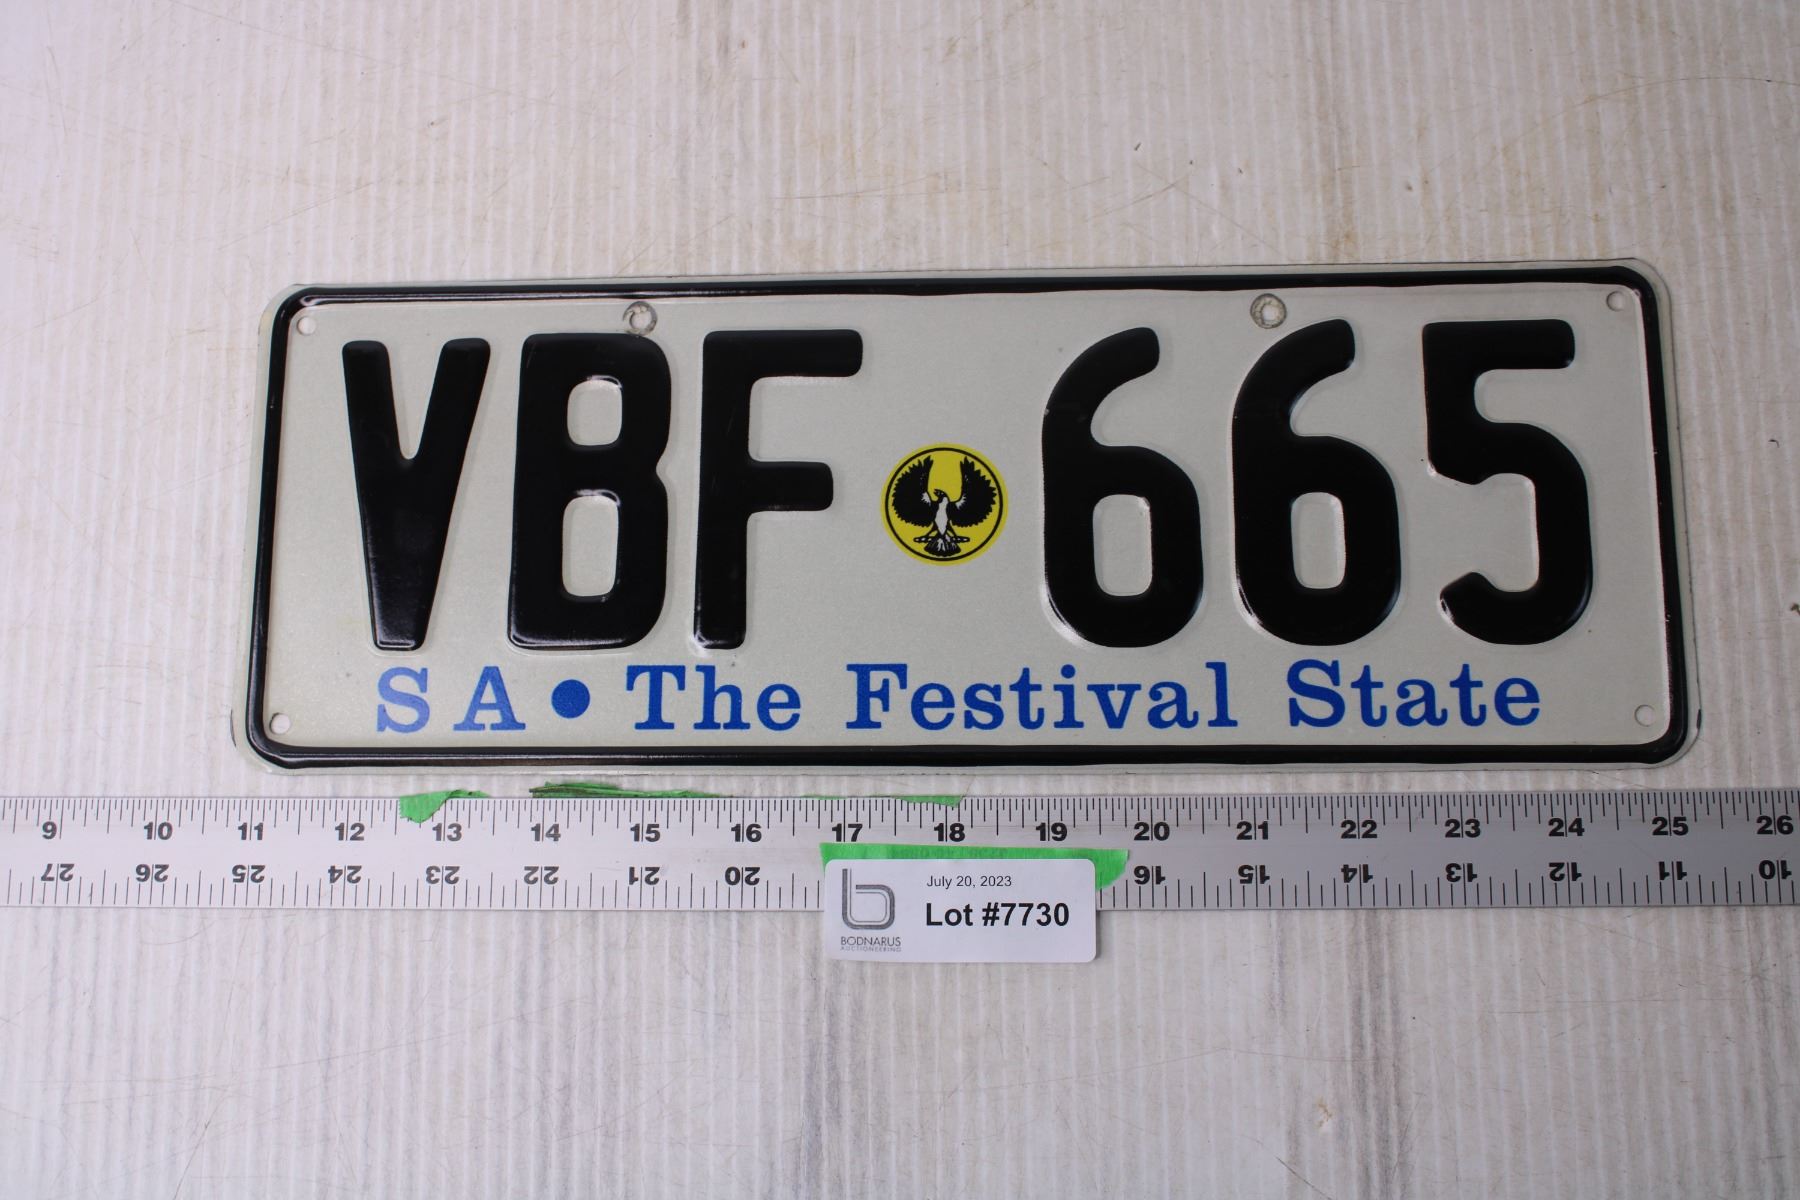 VBF 665
SA • The Festival State
9 10 11 12 13 14 15 16 17 18 19 20 21 22 23 24 25 26
27 26 25 24 23 22 21 20 16 15 14 13 12 11 10
July 20, 2023
Lot #7730
BODNARUS
AUCTIONEERING